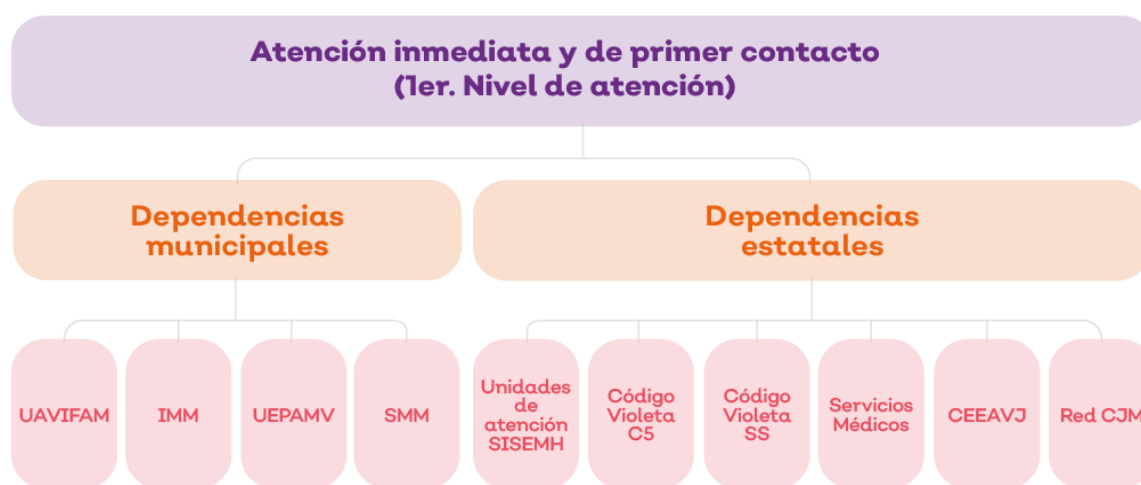 Atención inmediata y de primer contacto
(1er. Nivel de atención)
Dependencias
municipales
Dependencias
estatales
UAVIFAM
IMM
UEPAMV
SMM
Unidades
de
atención
SISEMH
Código
Violeta
C5
Código
Violeta
SS
Servicios
Médicos
CEEAVJ
Red CJM